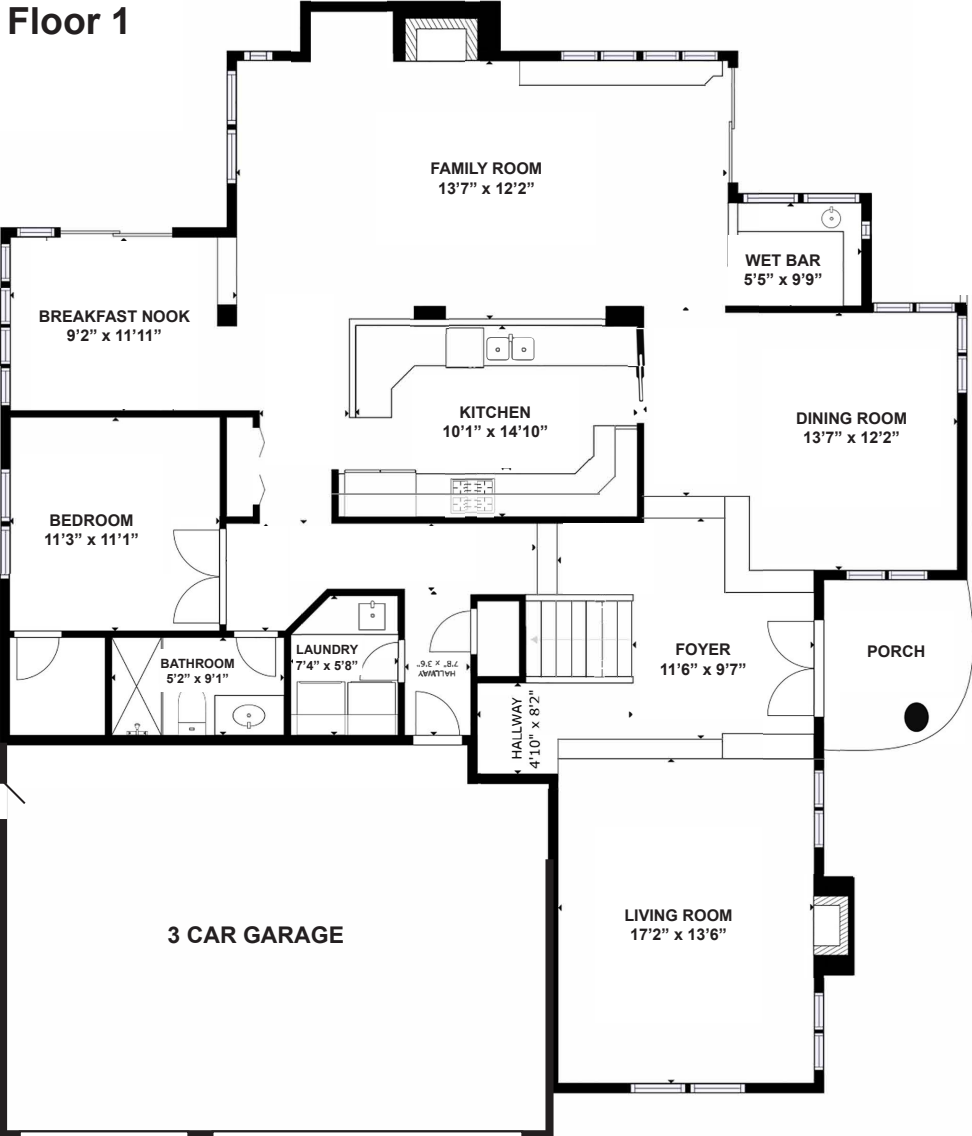 Floor 1
FAMILY ROOM
13’7” x 12’2”
WET BAR
5’5” x 9’9”
BREAKFAST NOOK
9’2” x 11’11”
KITCHEN
10’1” x 14’10”
DINING ROOM
13’7” x 12’2”
BEDROOM
11’3” x 11’1”
LAUNDRY
7’4” x 5’8”
BATHROOM
5’2” x 9’1”
HALLWAY
7'8" x 3'6"
FOYER
11’6” x 9’7”
PORCH
HALLWAY
4'10" x 8'2"
LIVING ROOM
17’2” x 13’6”
3 CAR GARAGE